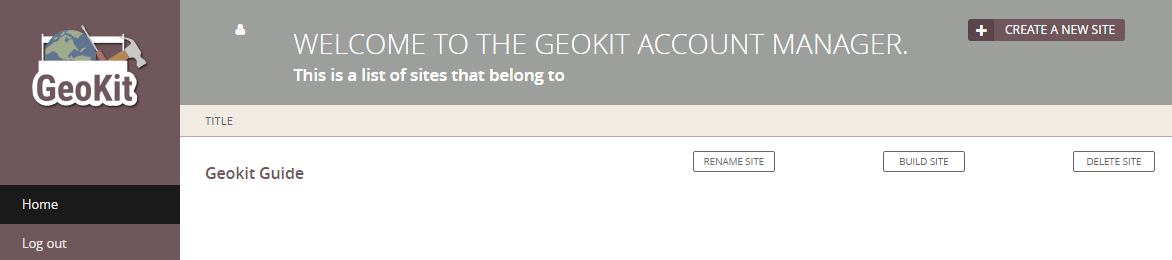 GeoKit
WELCOME TO THE GEOKIT ACCOUNT MANAGER.
This is a list of sites that belong to
CREATE A NEW SITE
TITLE
Geokit Guide
RENAME SITE
BUILD SITE
DELETE SITE
Home
Log out